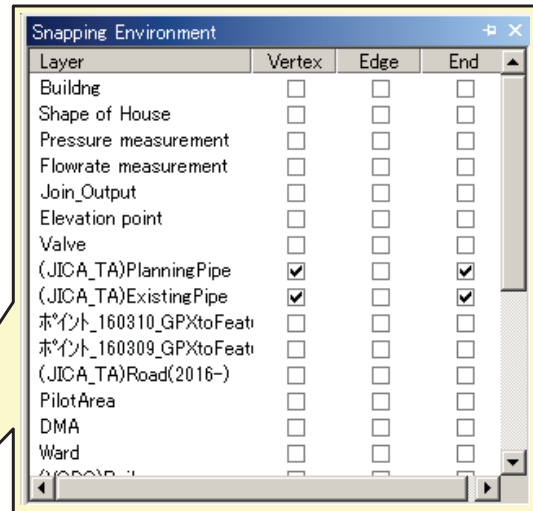 Snapping Environment
Layer Vertex Edge End
Buildng
Shape of House
Pressure measurement
Flowrate measurement
Join_Output
Elevation point
Valve
(JICA_TA)PlanningPipe
(JICA_TA)ExistingPipe
ポイント_160310_GPXtoFeatu
ポイント_160309_GPXtoFeatu
(JICA_TA)Road(2016-)
PilotArea
DMA
Ward